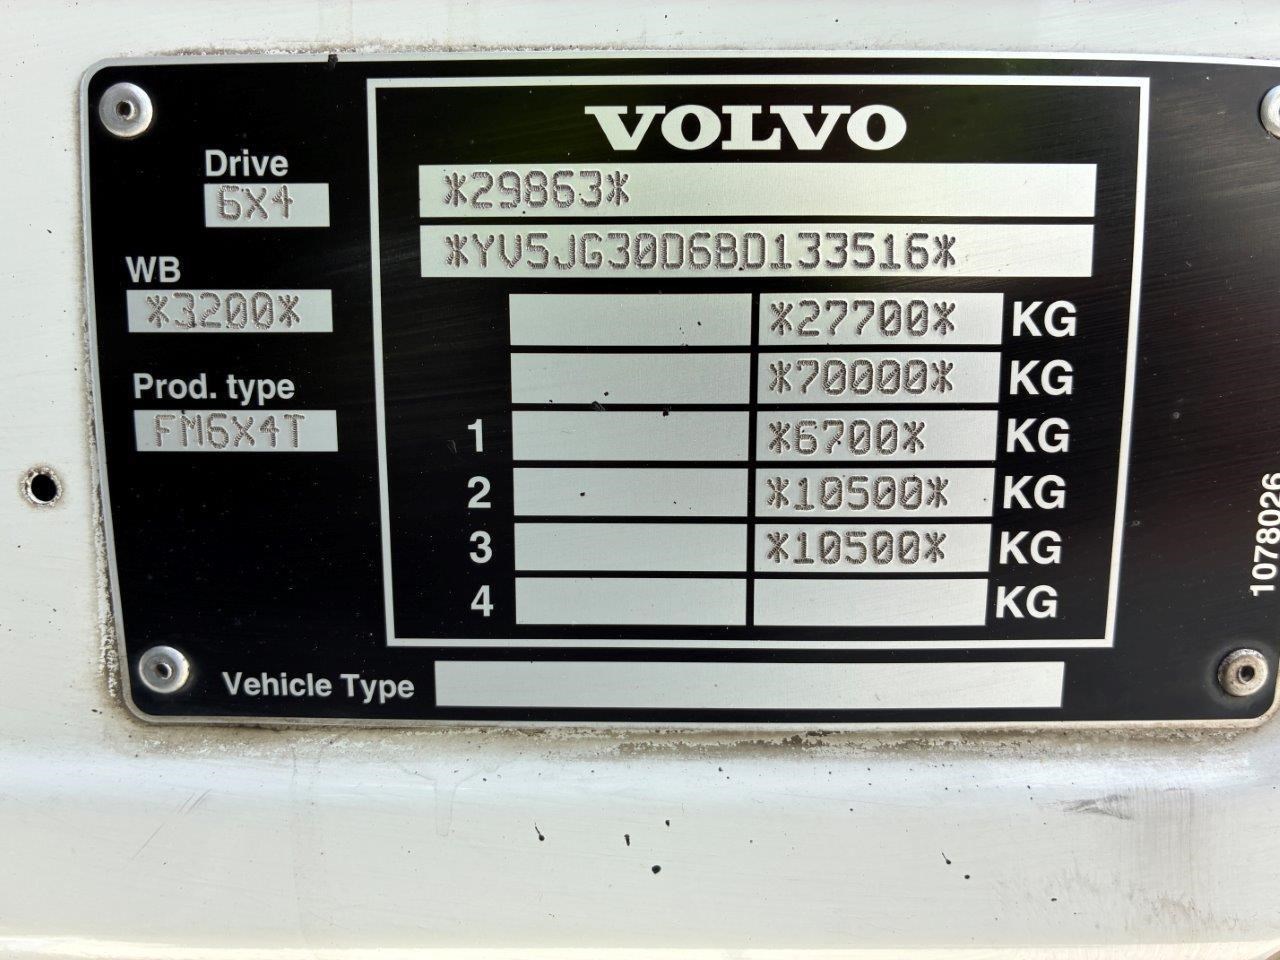 VOLVO
Drive
6X4
*29863*
*YV5JG30D6BD133516*
WB
*3200*
*27700* KG
*70000* KG
Prod. type
FM6X4T
1 *6700* KG
2 *10500* KG
3 *10500* KG
4 KG
Vehicle Type
1078026